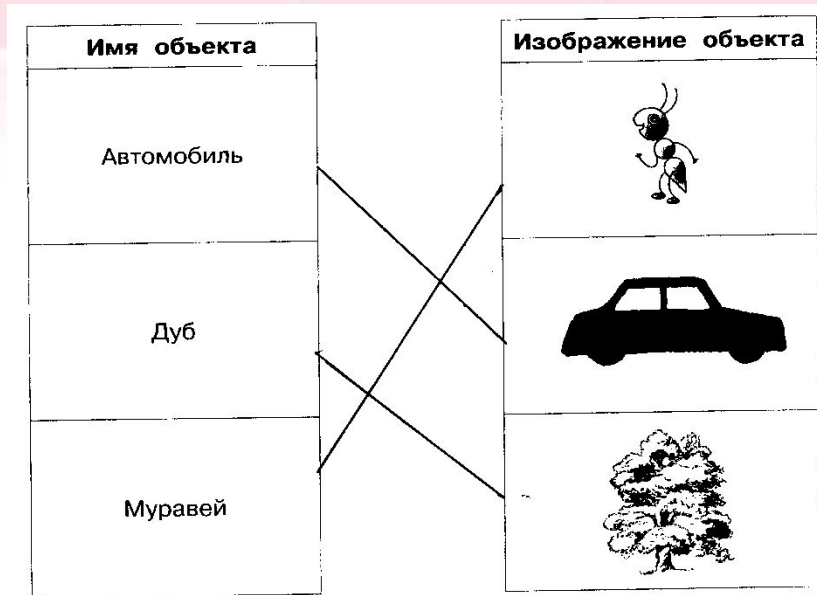 Имя объекта
Изображение объекта
Автомобиль
Дуб
Муравей